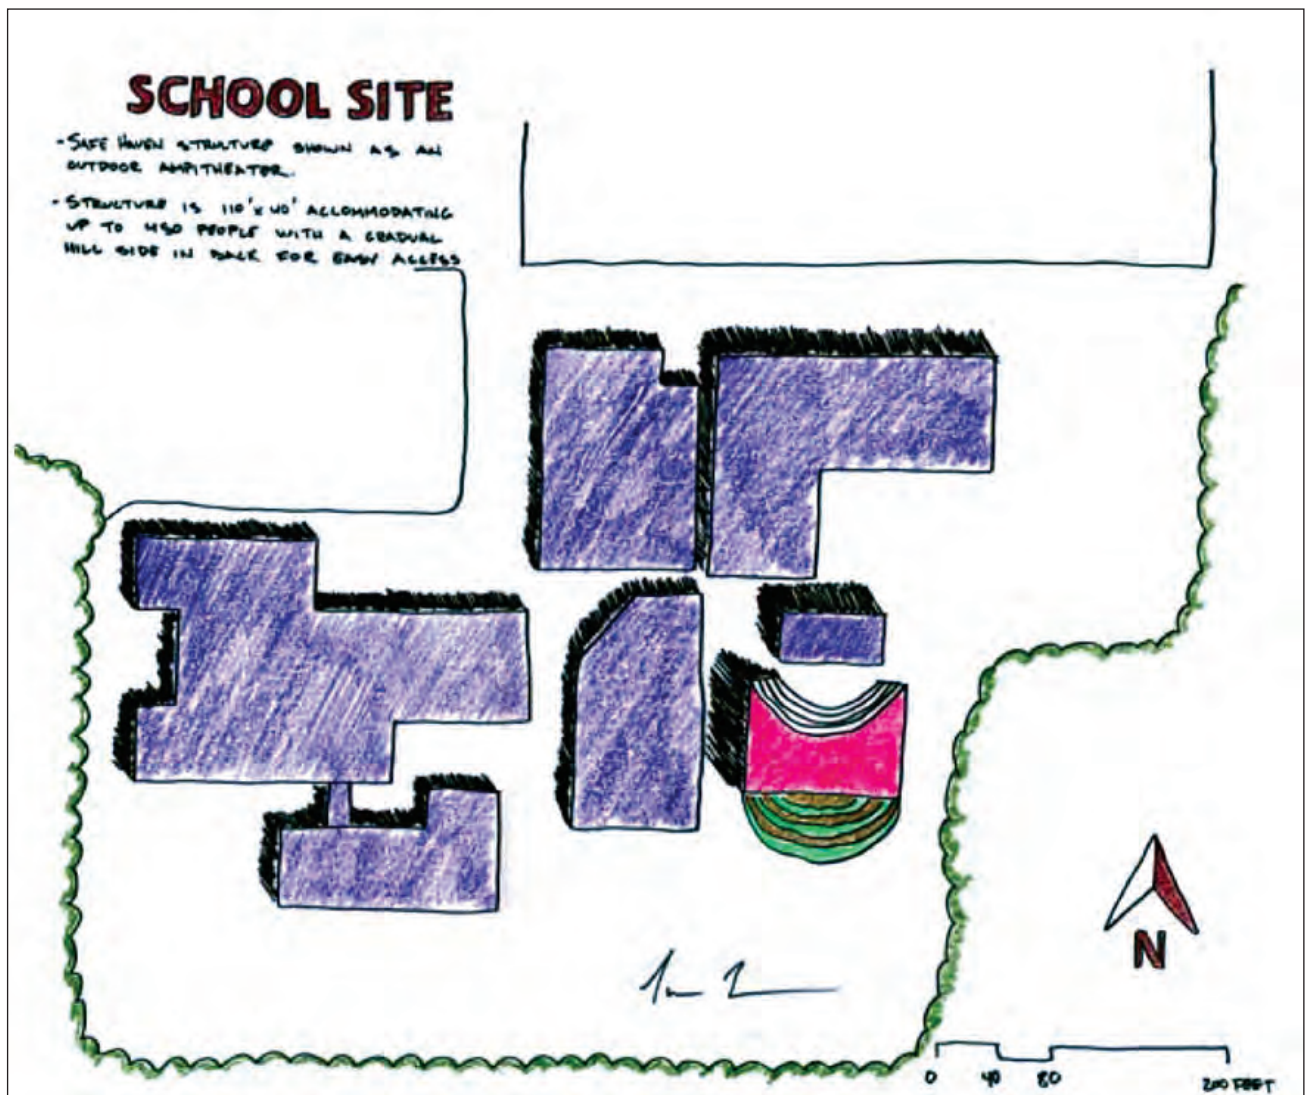 SCHOOL SITE
- SAFE HAVEN STRUTURE SHOWN AS AN
OUTDOOR AMPITHEATER.
- STRUCTURE IS 110' x 40' ACCOMMODATING
UP TO 450 PEOPLE WITH A GRADUAL
HILL SIDE IN BACK FOR EASY ACCESS
N
0 40 80 200 FEET